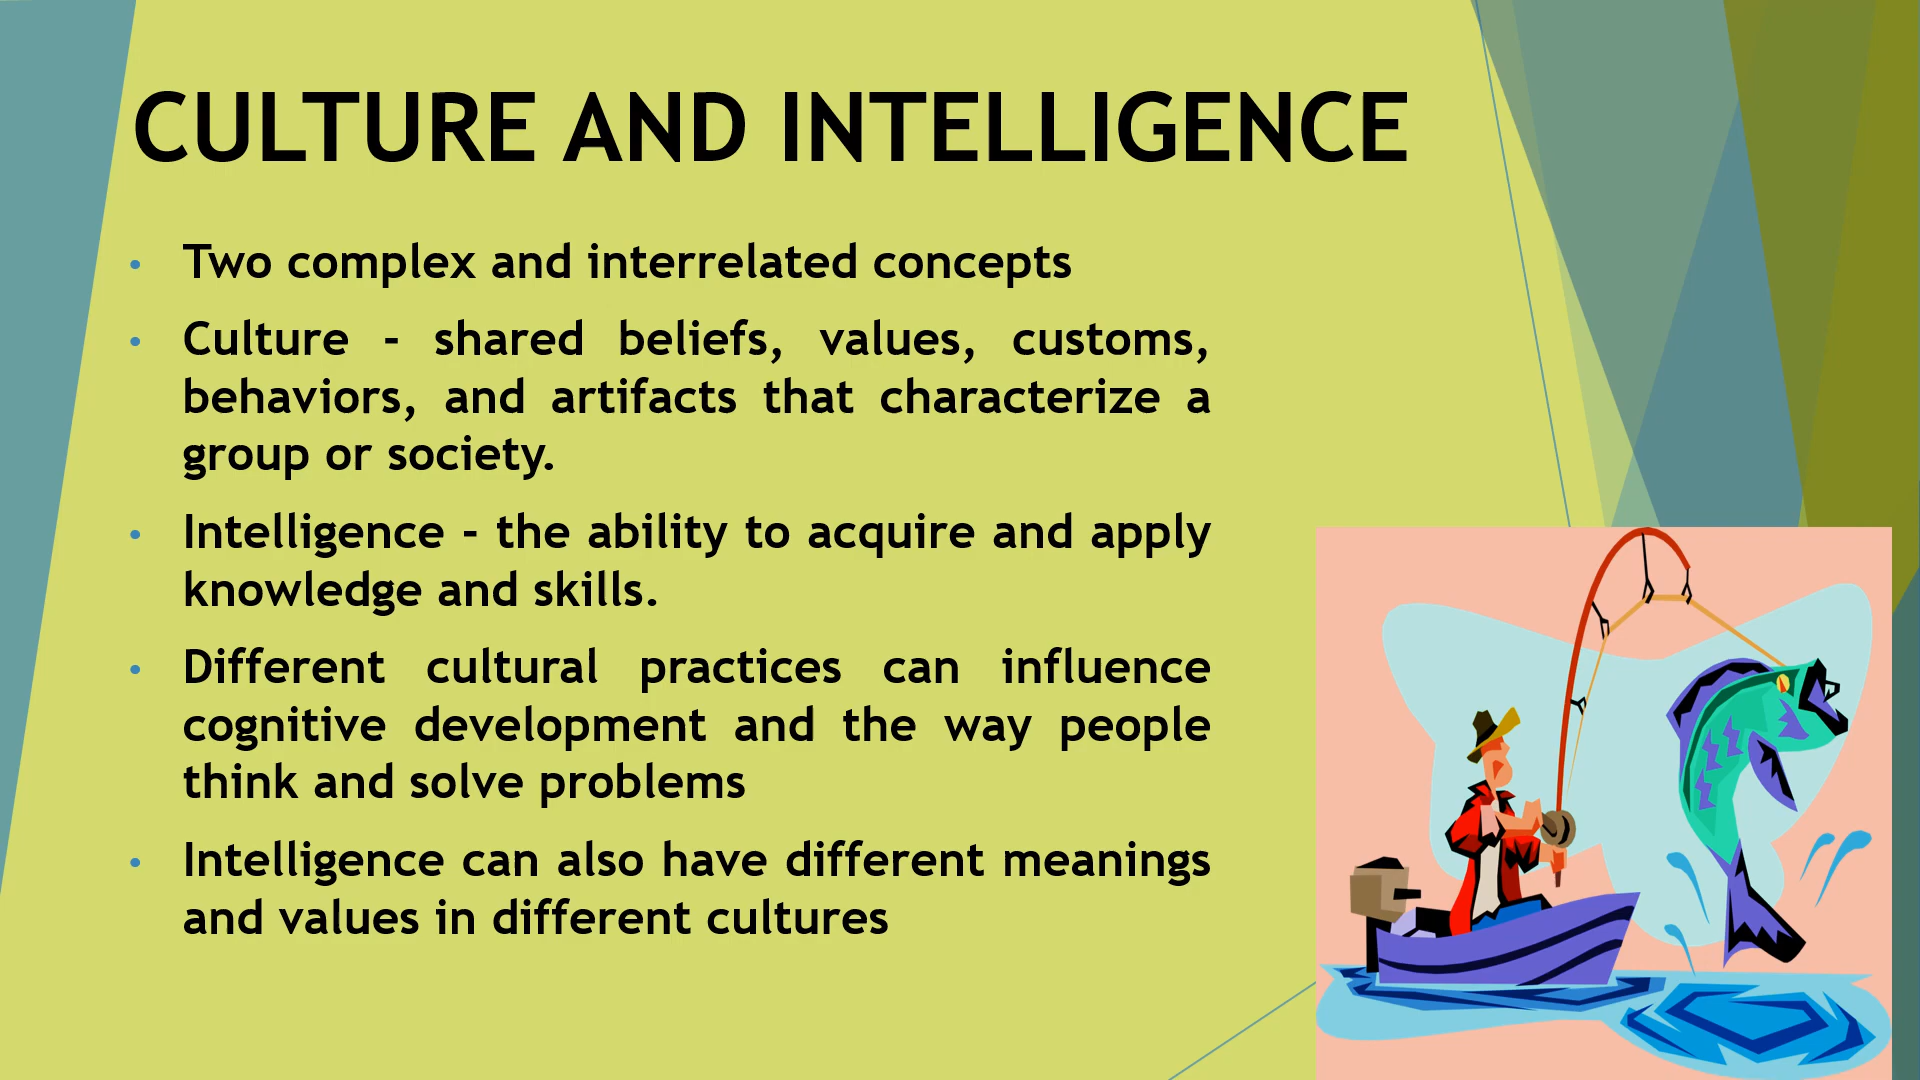 CULTURE AND INTELLIGENCE
• Two complex and interrelated concepts
• Culture - shared beliefs, values, customs,
behaviors, and artifacts that characterize a
group or society.
• Intelligence - the ability to acquire and apply
knowledge and skills.
• Different cultural practices can influence
cognitive development and the way people
think and solve problems
• Intelligence can also have different meanings
and values in different cultures